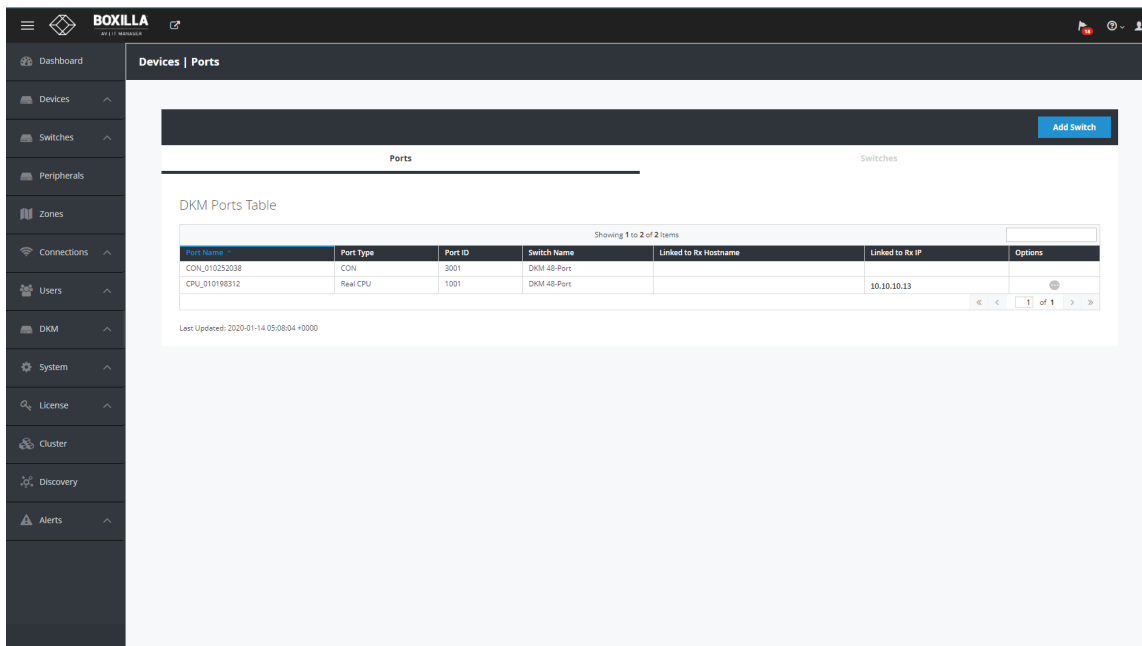 BOXILLA
AV | IT MANAGER
18
Dashboard
Devices | Ports
Devices
Switches
Peripherals
Zones
Connections
Users
DKM
System
License
Cluster
Discovery
Alerts
Add Switch
Ports Switches
DKM Ports Table
Showing 1 to 2 of 2 Items
Port Name Port Type Port ID Switch Name Linked to Rx Hostname Linked to Rx IP Options
CON_010252038 CON 3001 DKM 48-Port
CPU_010198312 Real CPU 1001 DKM 48-Port 10.10.10.13
« < 1 of 1 > »
Last Updated: 2020-01-14 05:08:04 +0000